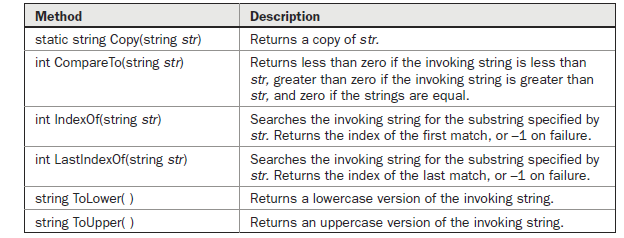 Method Description
static string Copy(string str) Returns a copy of str.
int CompareTo(string str) Returns less than zero if the invoking string is less than
str, greater than zero if the invoking string is greater than
str, and zero if the strings are equal.
int IndexOf(string str) Searches the invoking string for the substring specified by
str. Returns the index of the first match, or –1 on failure.
int LastIndexOf(string str) Searches the invoking string for the substring specified by
str. Returns the index of the last match, or –1 on failure.
string ToLower( ) Returns a lowercase version of the invoking string.
string ToUpper( ) Returns an uppercase version of the invoking string.